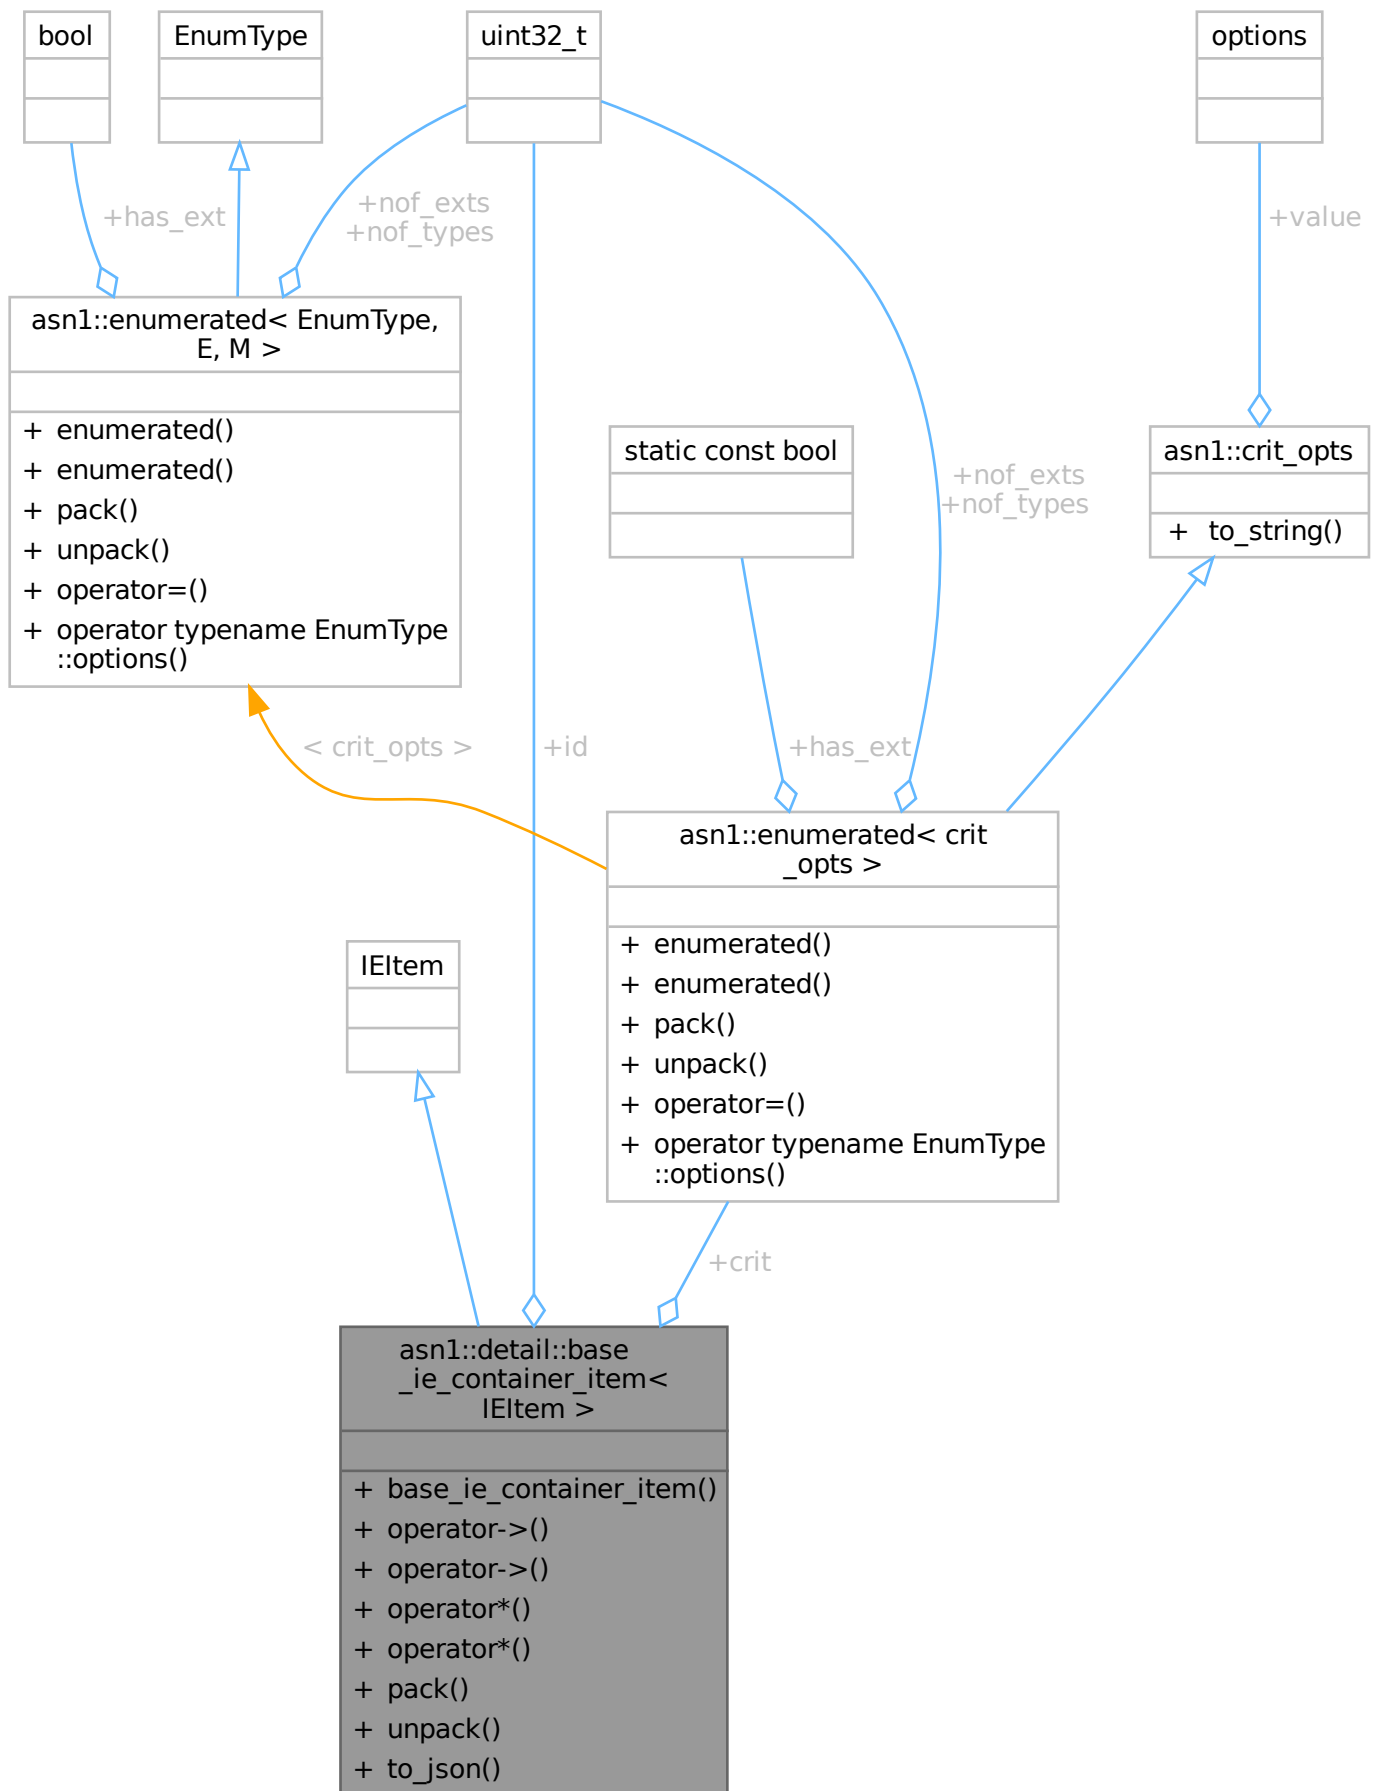 bool
EnumType
uint32_t
options
+has_ext
+nof_exts
+nof_types
+value
asn1::enumerated< EnumType,
E, M >
+ enumerated()
+ enumerated()
+ pack()
+ unpack()
+ operator=()
+ operator typename EnumType
::options()
static const bool
+nof_exts
+nof_types
asn1::crit_opts
+ to_string()
< crit_opts >
+id
+has_ext
asn1::enumerated< crit
_opts >
+ enumerated()
+ enumerated()
+ pack()
+ unpack()
+ operator=()
+ operator typename EnumType
::options()
IEItem
+crit
asn1::detail::base
_ie_container_item<
IEItem >
+ base_ie_container_item()
+ operator->()
+ operator->()
+ operator*()
+ operator*()
+ pack()
+ unpack()
+ to_json()